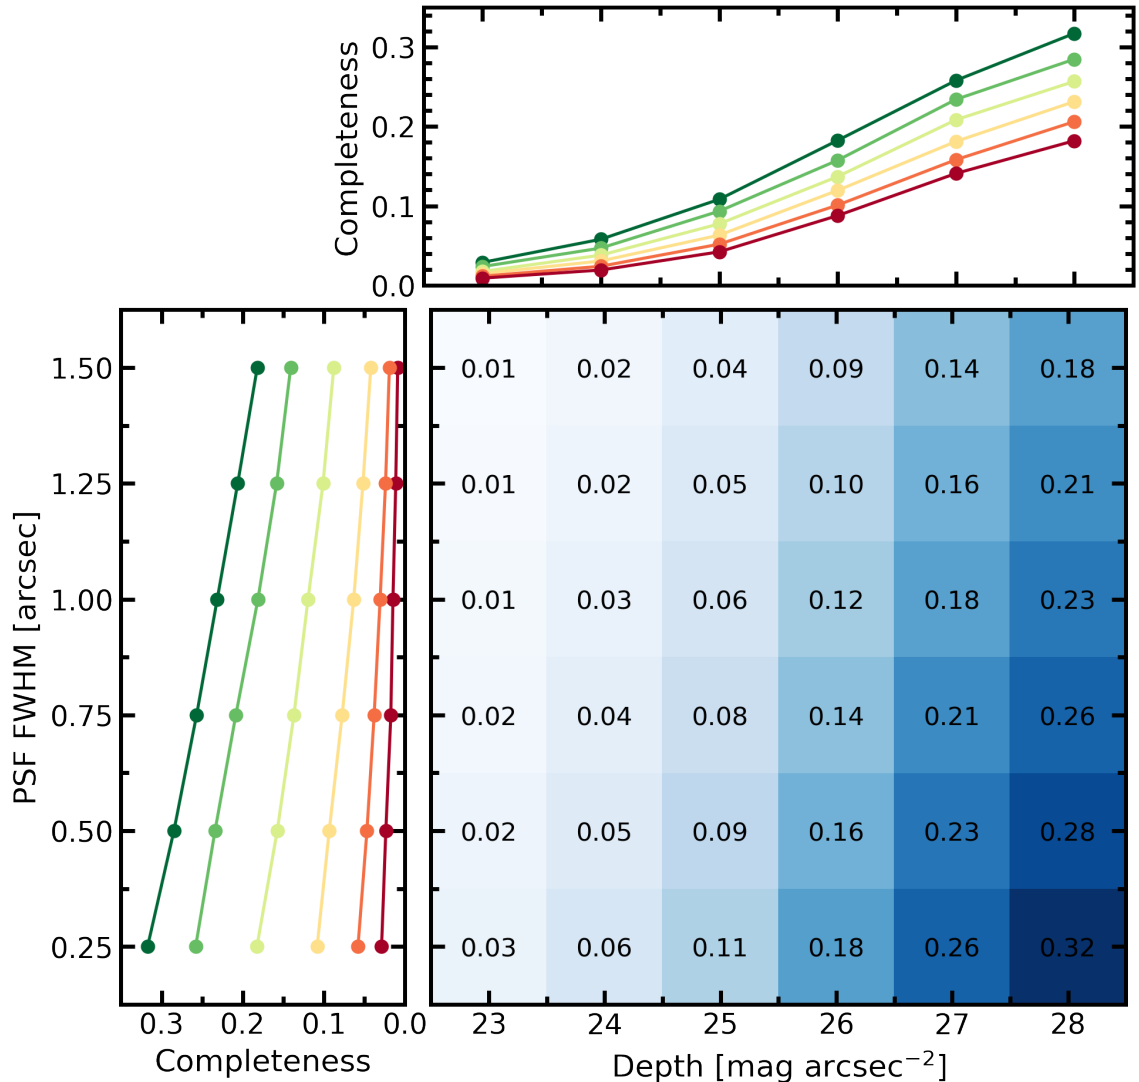 Completeness
0.3
0.2
0.1
0.0
PSF FWHM [arcsec]
1.50 0.01 0.02 0.04 0.09 0.14 0.18
1.25 0.01 0.02 0.05 0.10 0.16 0.21
1.00 0.01 0.03 0.06 0.12 0.18 0.23
0.75 0.02 0.04 0.08 0.14 0.21 0.26
0.50 0.02 0.05 0.09 0.16 0.23 0.28
0.25 0.03 0.06 0.11 0.18 0.26 0.32
0.3 0.2 0.1 0.0 23 24 25 26 27 28
Completeness Depth [mag arcsec⁻²]